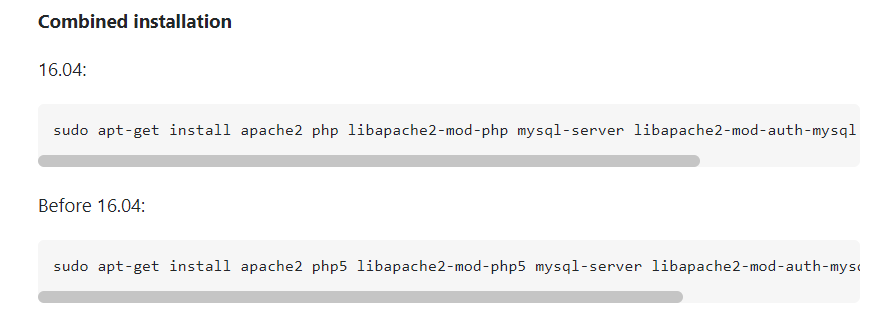 Combined installation
16.04:
sudo apt-get install apache2 php libapache2-mod-php mysql-server libapache2-mod-auth-mysql
Before 16.04:
sudo apt-get install apache2 php5 libapache2-mod-php5 mysql-server libapache2-mod-auth-mys